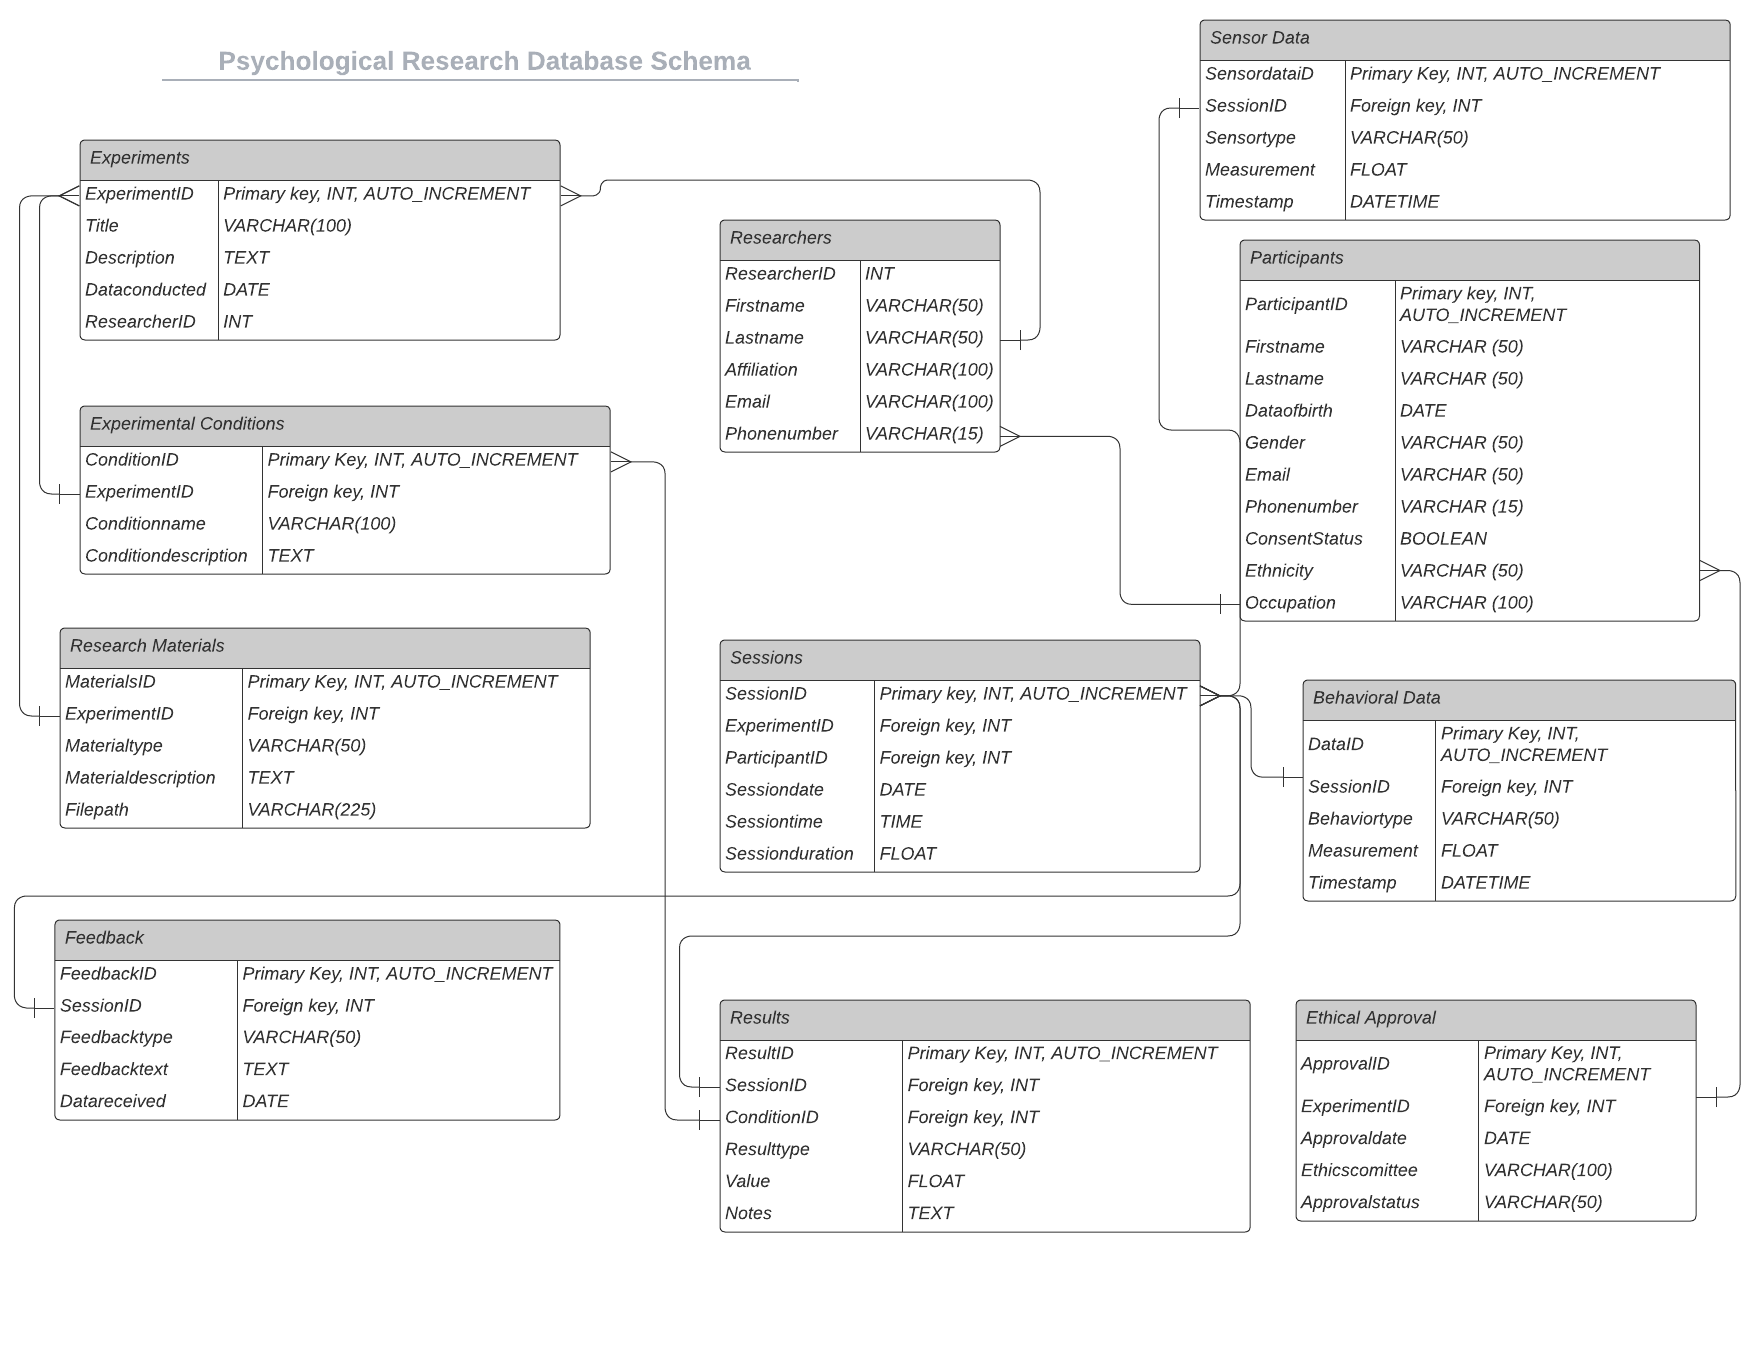 Psychological Research Database Schema
Experiments
ExperimentID Primary key, INT, AUTO_INCREMENT
Title VARCHAR(100)
Description TEXT
Dataconducted DATE
ResearcherID INT
Researchers
ResearcherID INT
Firstname VARCHAR(50)
Lastname VARCHAR(50)
Affiliation VARCHAR(100)
Email VARCHAR(100)
Phonenumber VARCHAR(15)
Sensor Data
SensordataiD Primary Key, INT, AUTO_INCREMENT
SessionID Foreign key, INT
Sensortype VARCHAR(50)
Measurement FLOAT
Timestamp DATETIME
Participants
ParticipantID Primary key, INT,
AUTO_INCREMENT
Firstname VARCHAR (50)
Lastname VARCHAR (50)
Dataofbirth DATE
Gender VARCHAR (50)
Email VARCHAR (50)
Phonenumber VARCHAR (15)
ConsentStatus BOOLEAN
Ethnicity VARCHAR (50)
Occupation VARCHAR (100)
Experimental Conditions
ConditionID Primary Key, INT, AUTO_INCREMENT
ExperimentID Foreign key, INT
Conditionname VARCHAR(100)
Conditiondescription TEXT
Research Materials
MaterialsID Primary Key, INT, AUTO_INCREMENT
ExperimentID Foreign key, INT
Materialtype VARCHAR(50)
Materialdescription TEXT
Filepath VARCHAR(225)
Sessions
SessionID Primary key, INT, AUTO_INCREMENT
ExperimentID Foreign key, INT
ParticipantID Foreign key, INT
Sessiondate DATE
Sessiontime TIME
Sessionduration FLOAT
Behavioral Data
DataID Primary Key, INT,
AUTO_INCREMENT
SessionID Foreign key, INT
Behaviortype VARCHAR(50)
Measurement FLOAT
Timestamp DATETIME
Feedback
FeedbackID Primary Key, INT, AUTO_INCREMENT
SessionID Foreign key, INT
Feedbacktype VARCHAR(50)
Feedbacktext TEXT
Datareceived DATE
Results
ResultID Primary Key, INT, AUTO_INCREMENT
SessionID Foreign key, INT
ConditionID Foreign key, INT
Resulttype VARCHAR(50)
Value FLOAT
Notes TEXT
Ethical Approval
ApprovalID Primary Key, INT,
AUTO_INCREMENT
ExperimentID Foreign key, INT
Approvaldate DATE
Ethicscomittee VARCHAR(100)
Approvalstatus VARCHAR(50)